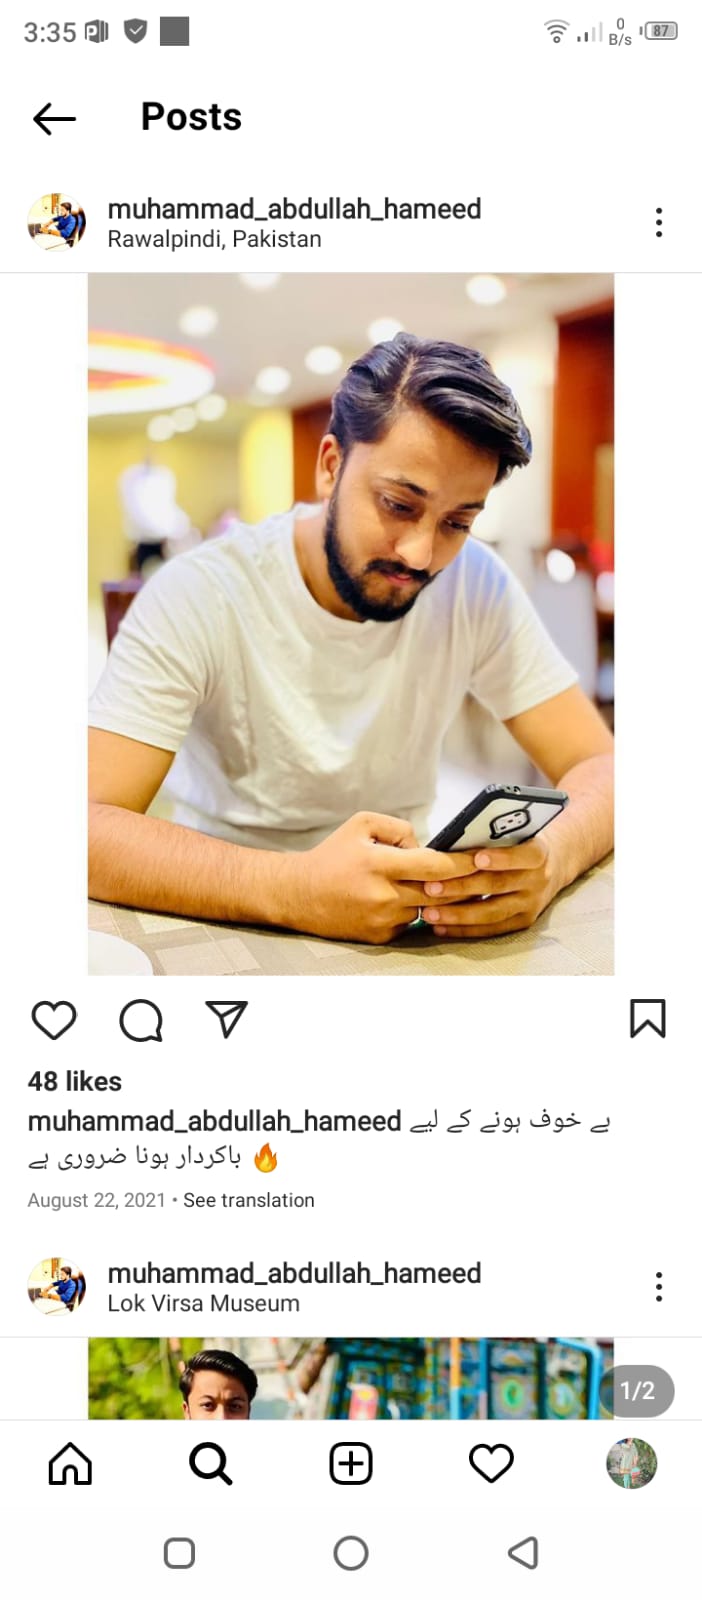 3:35
0
B/s
87
Posts
muhammad_abdullah_hameed
Rawalpindi, Pakistan
48 likes
muhammad_abdullah_hameed بے خوف ہونے کے لیے
باکردار ہونا ضروری ہے 🔥
August 22, 2021 • See translation
muhammad_abdullah_hameed
Lok Virsa Museum
1/2